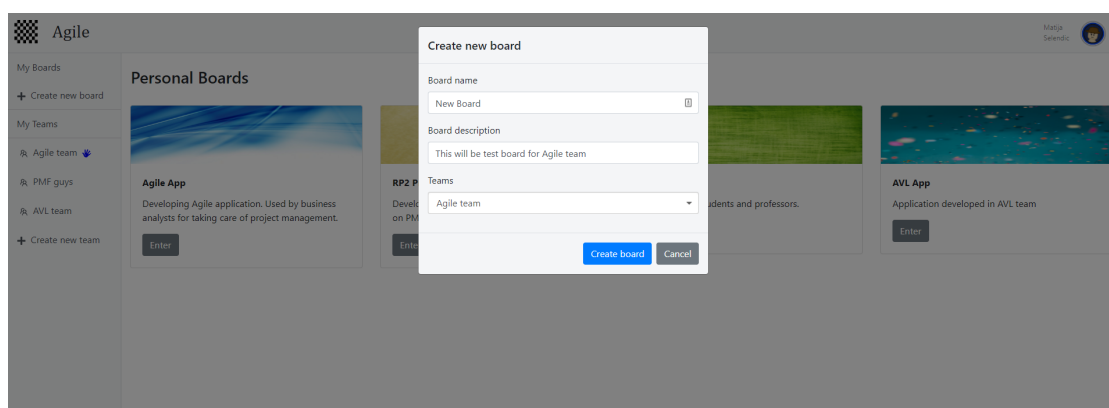 Agile
Matija
Selendic
My Boards
+ Create new board
My Teams
Agile team
PMF guys
AVL team
+ Create new team
Personal Boards
Agile App
Developing Agile application. Used by business
analysts for taking care of project management.
Enter
RP2 P
Develo
on PM
Ente
udents and professors.
AVL App
Application developed in AVL team
Enter
Create new board
Board name
New Board
Board description
This will be test board for Agile team
Teams
Agile team
Create board
Cancel